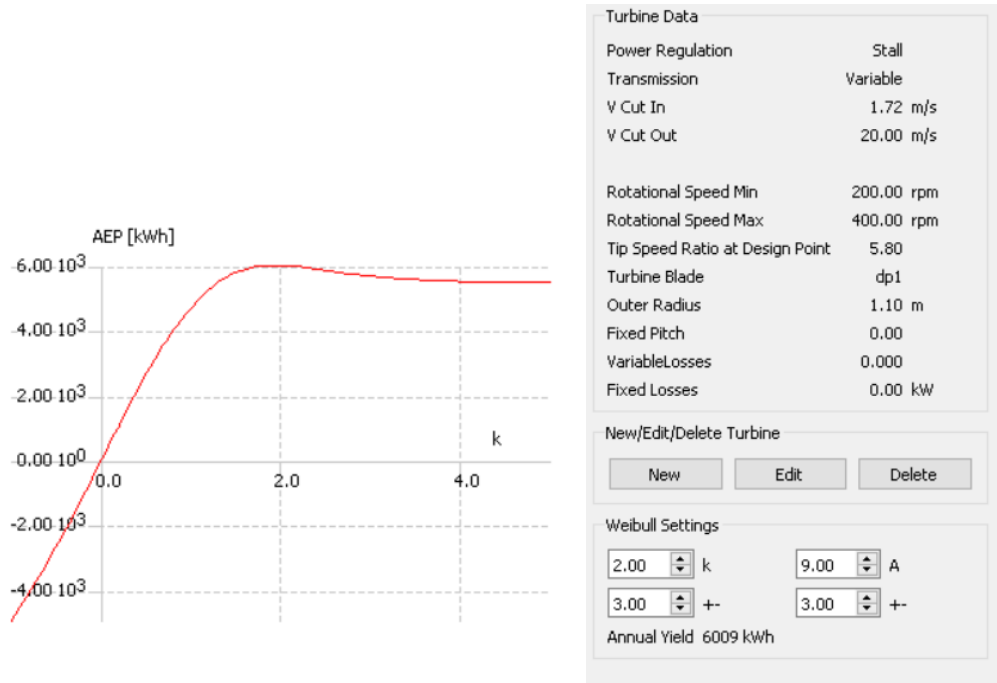 AEP [kWh]
6.00·10³
4.00·10³
2.00·10³
0.00·10⁰
-2.00·10³
-4.00·10³
0.0
2.0
4.0
k
Turbine Data
Power Regulation Stall
Transmission Variable
V Cut In 1.72 m/s
V Cut Out 20.00 m/s
Rotational Speed Min 200.00 rpm
Rotational Speed Max 400.00 rpm
Tip Speed Ratio at Design Point 5.80
Turbine Blade dp1
Outer Radius 1.10 m
Fixed Pitch 0.00
VariableLosses 0.000
Fixed Losses 0.00 kW
New/Edit/Delete Turbine
New Edit Delete
Weibull Settings
2.00 k 9.00 A
3.00 +- 3.00 +-
Annual Yield 6009 kWh